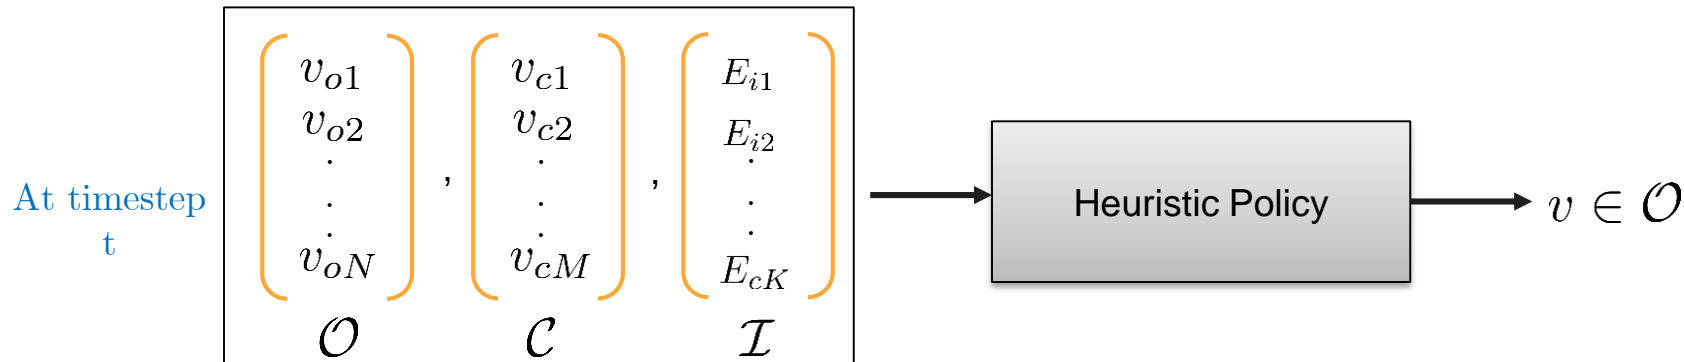 v_{o1} v_{c1} E_{i1}
v_{o2} v_{c2} E_{i2}
. . .
At timestep , , Heuristic Policy v ∈ 𝒪
. . .
t
. . .
v_{oN} v_{cM} E_{cK}
𝒪 𝒞 ℐ